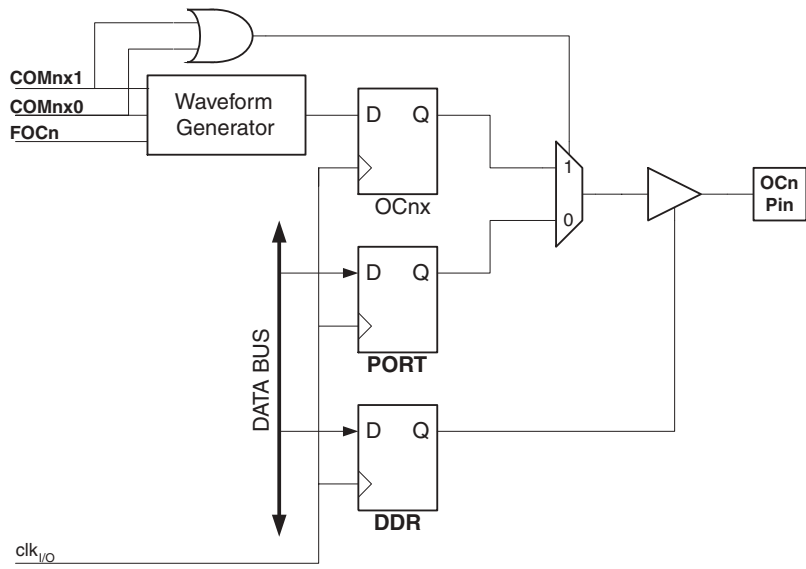 COMnx1
COMnx0
FOCn
Waveform
Generator
D Q
OCnx
1
0
OCn
Pin
DATA BUS
D Q
PORT
D Q
DDR
clkI/O